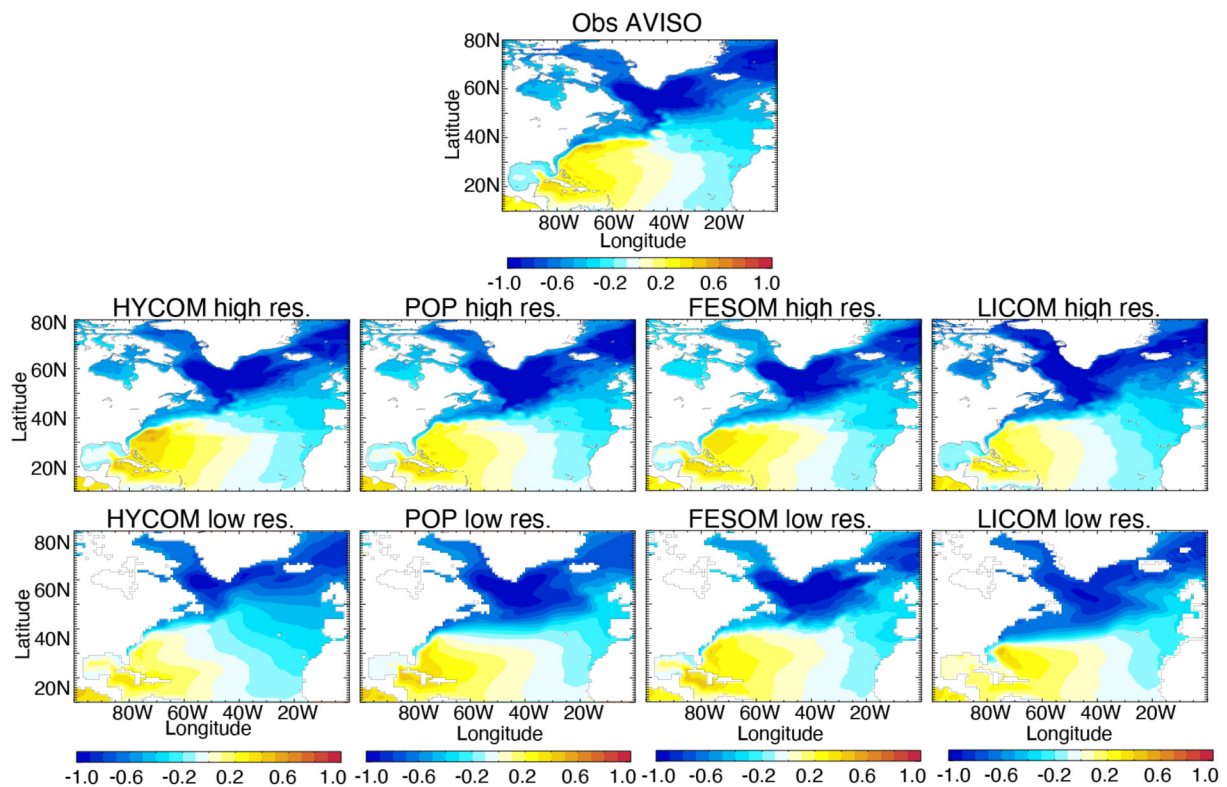 Obs AVISO
80N
60N
40N
20N
Latitude
80W 60W 40W 20W
Longitude
-1.0 -0.6 -0.2 0.2 0.6 1.0
HYCOM high res. POP high res. FESOM high res. LICOM high res.
80N
60N
40N
20N
Latitude
HYCOM low res. POP low res. FESOM low res. LICOM low res.
80N
60N
40N
20N
Latitude
80W 60W 40W 20W 80W 60W 40W 20W 80W 60W 40W 20W 80W 60W 40W 20W
Longitude Longitude Longitude Longitude
-1.0 -0.6 -0.2 0.2 0.6 1.0 -1.0 -0.6 -0.2 0.2 0.6 1.0 -1.0 -0.6 -0.2 0.2 0.6 1.0 -1.0 -0.6 -0.2 0.2 0.6 1.0